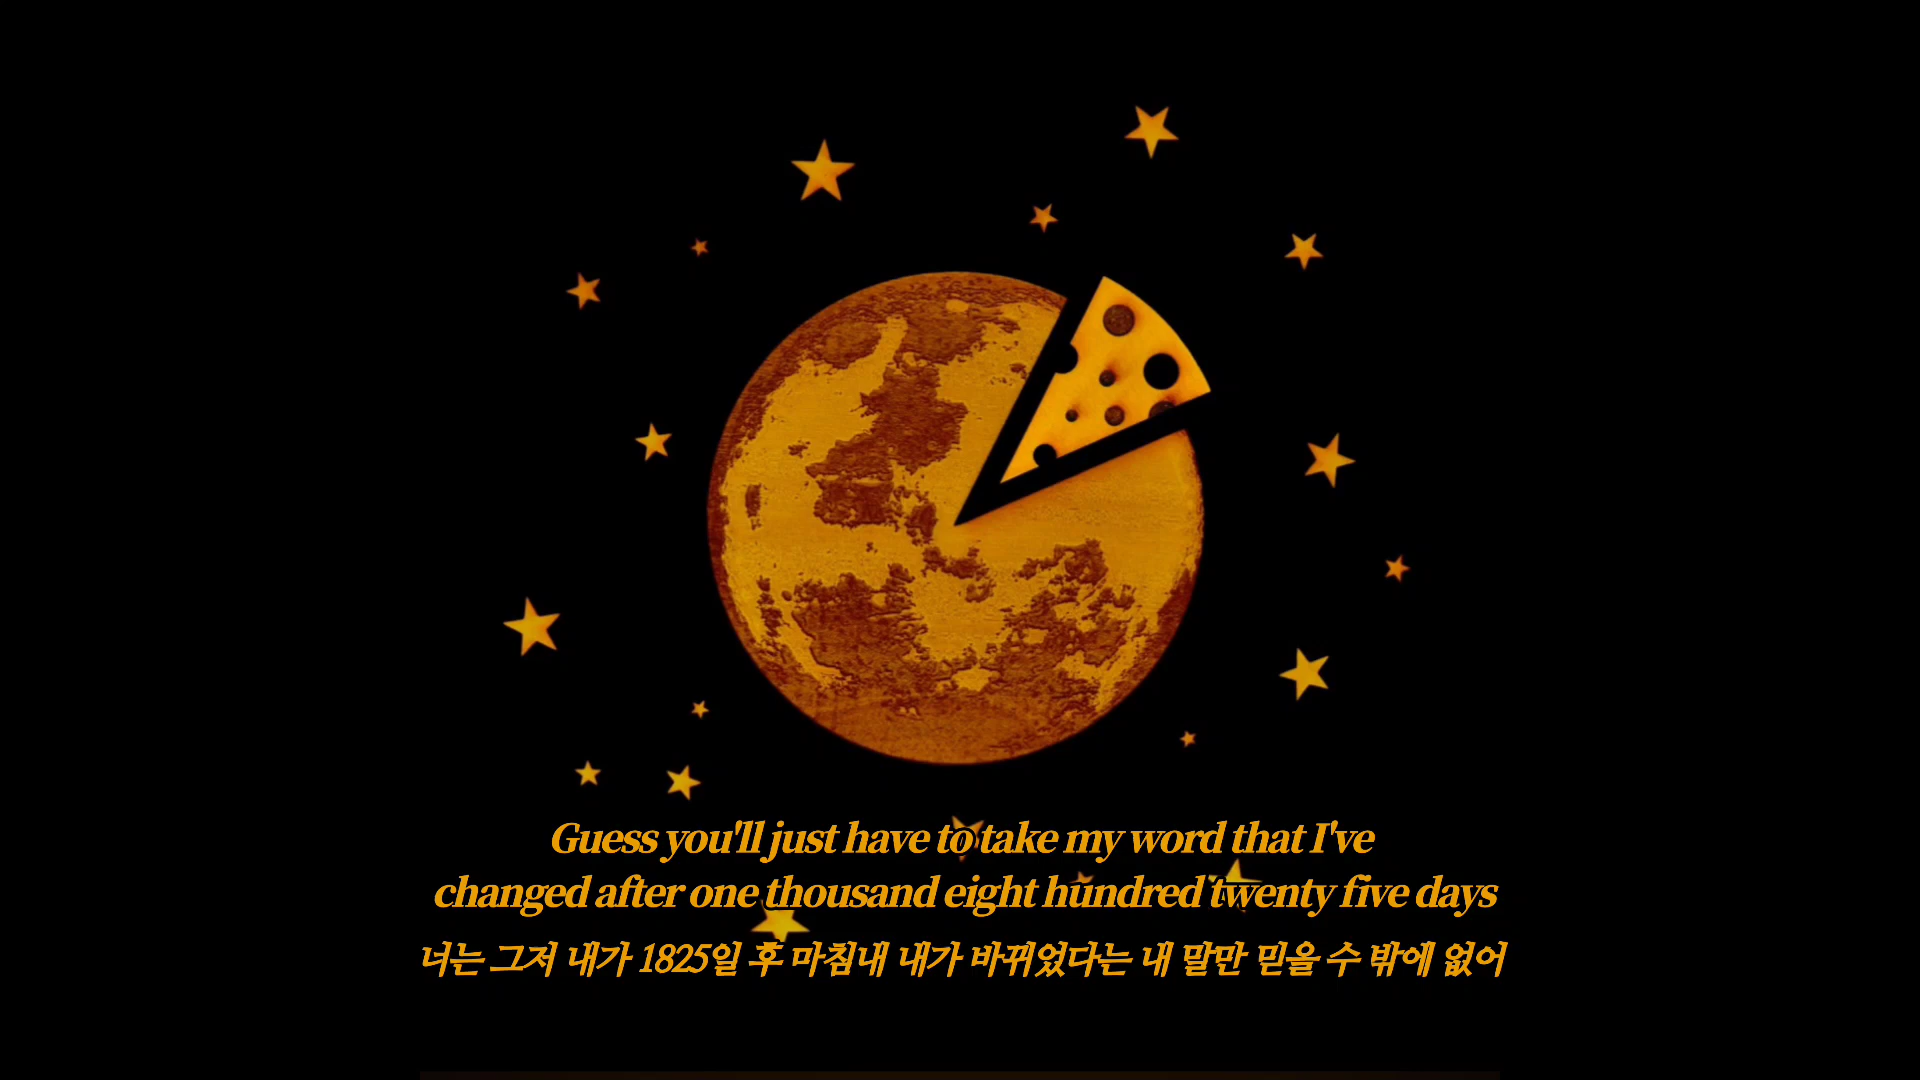 Guess you'll just have to take my word that I've
changed after one thousand eight hundred twenty five days
너는 그저 내가 1825일 후 마침내 내가 바뀌었다는 내 말만 믿을 수 밖에 없어